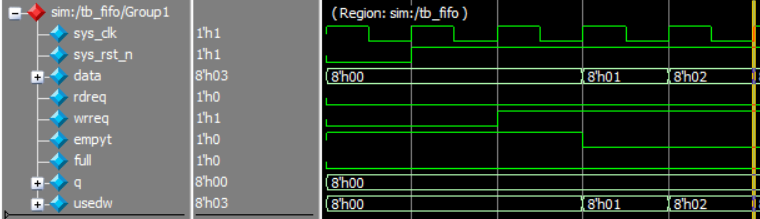 sim:/tb_fifo/Group1 (Region: sim:/tb_fifo )
sys_clk 1'h1
sys_rst_n 1'h1
data 8'h03 8'h00 8'h01 8'h02
rdreq 1'h0
wrreq 1'h1
empyt 1'h0
full 1'h0
q 8'h00 8'h00
usedw 8'h03 8'h00 8'h01 8'h02